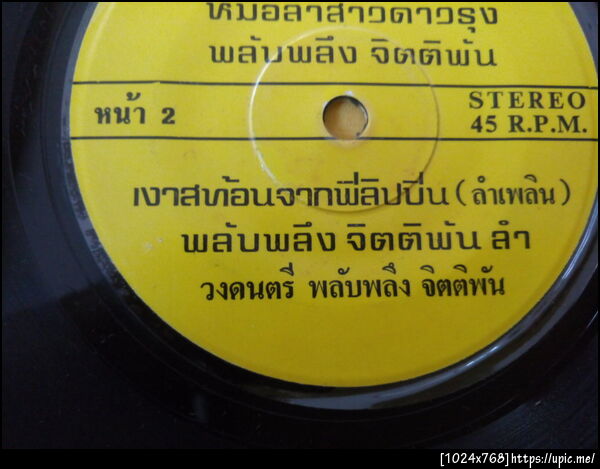 หมอลำสาวดาวรุ่ง
พลับพลึง จิตติพัน
หน้า 2
STEREO
45 R.P.M.
เงาสท้อนจากฟีลิปปิ่น (ลำเพลิน)
พลับพลึง จิตติพัน ลำ
วงดนตรี พลับพลึง จิตติพัน
[1024x768]https://upic.me/